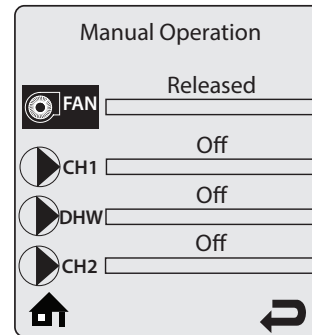 Manual Operation
Released
FAN
Off
CH1
Off
DHW
Off
CH2